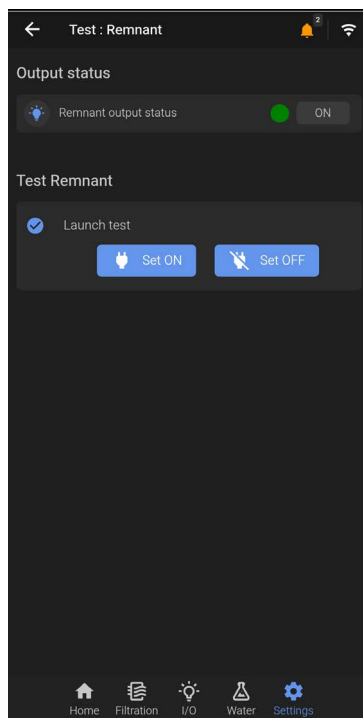 Test : Remnant
2
Output status
Remnant output status
ON
Test Remnant
Launch test
Set ON
Set OFF
Home
Filtration
I/O
Water
Settings